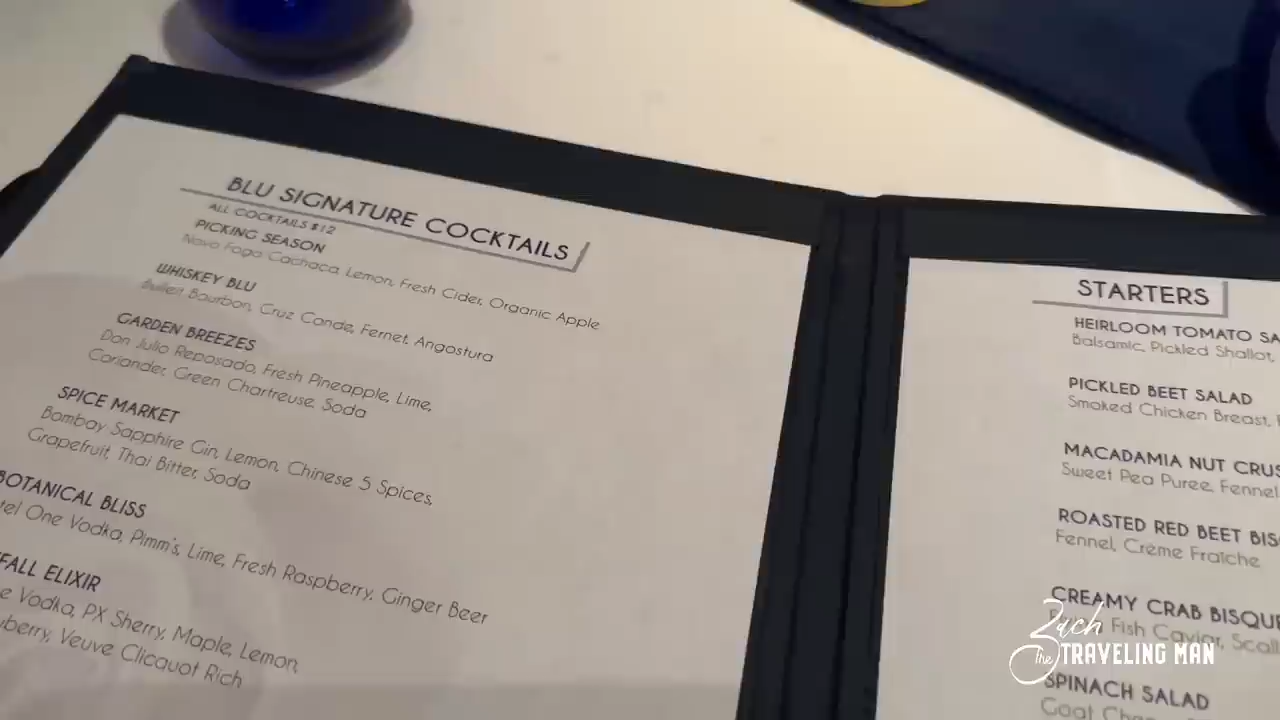 BLU SIGNATURE COCKTAILS
ALL COCKTAILS $12
PICKING SEASON
Novo Fogo Cachaca, Lemon, Fresh Cider, Organic Apple
WHISKEY BLU
Bulleit Bourbon, Cruz Conde, Fernet, Angostura
GARDEN BREEZES
Don Julio Reposado, Fresh Pineapple, Lime,
Coriander, Green Chartreuse, Soda
SPICE MARKET
Bombay Sapphire Gin, Lemon, Chinese 5 Spices,
Grapefruit, Thai Bitter, Soda
BOTANICAL BLISS
One Vodka, Pimm's, Lime, Fresh Raspberry, Ginger Beer
FALL ELIXIR
Vodka, PX Sherry, Maple, Lemon,
Veuve Clicquot Rich
STARTERS
HEIRLOOM TOMATO
Balsamic, Pickled Shallot,
PICKLED BEET SALAD
Smoked Chicken Breast,
MACADAMIA NUT
Sweet Pea Puree, Fennel
ROASTED RED BEET
Fennel, Crème Fraîche
CREAMY CRAB BISQUE
Fish Caviar,
SPINACH SALAD
Goat
Zach
The TRAVELING MAN